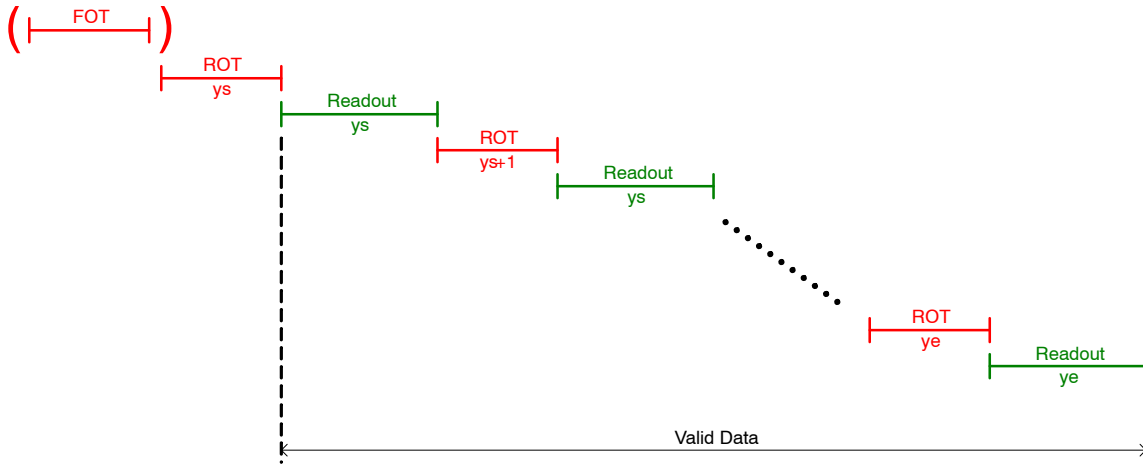 ( FOT )
ROT
ys
Readout
ys
ROT
ys+1
Readout
ys
ROT
ye
Readout
ye
Valid Data